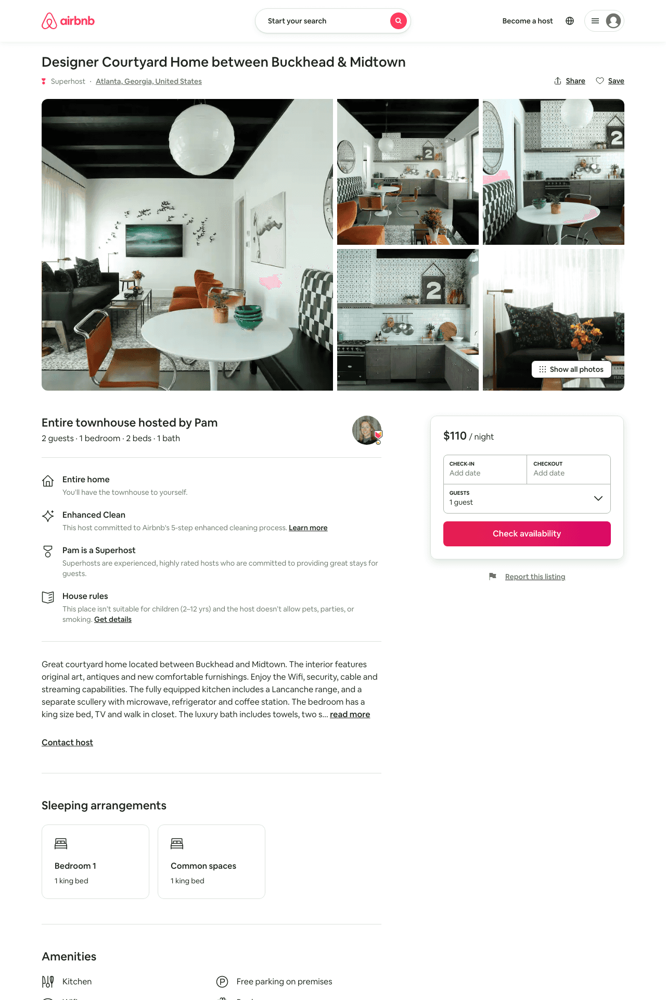 airbnb
Start your search
Become a host
Designer Courtyard Home between Buckhead & Midtown
Superhost · Atlanta, Georgia, United States
Share
Save
2
2
2
Show all photos
Entire townhouse hosted by Pam
2 guests · 1 bedroom · 2 beds · 1 bath
Entire home
You'll have the townhouse to yourself.
Enhanced Clean
This host committed to Airbnb's 5-step enhanced cleaning process. Learn more
Pam is a Superhost
Superhosts are experienced, highly rated hosts who are committed to providing great stays for
guests.
House rules
This place isn't suitable for children (2–12 yrs) and the host doesn't allow pets, parties, or
smoking. Get details
$110 / night
CHECK-IN
Add date
CHECKOUT
Add date
GUESTS
1 guest
Check availability
Report this listing
Great courtyard home located between Buckhead and Midtown. The interior features
original art, antiques and new comfortable furnishings. Enjoy the Wifi, security, cable and
streaming capabilities. The fully equipped kitchen includes a Lancanche range, and a
separate scullery with microwave, refrigerator and coffee station. The bedroom has a
king size bed, TV and walk in closet. The luxury bath includes towels, two s... read more
Contact host
Sleeping arrangements
Bedroom 1
1 king bed
Common spaces
1 king bed
Amenities
Kitchen
Free parking on premises